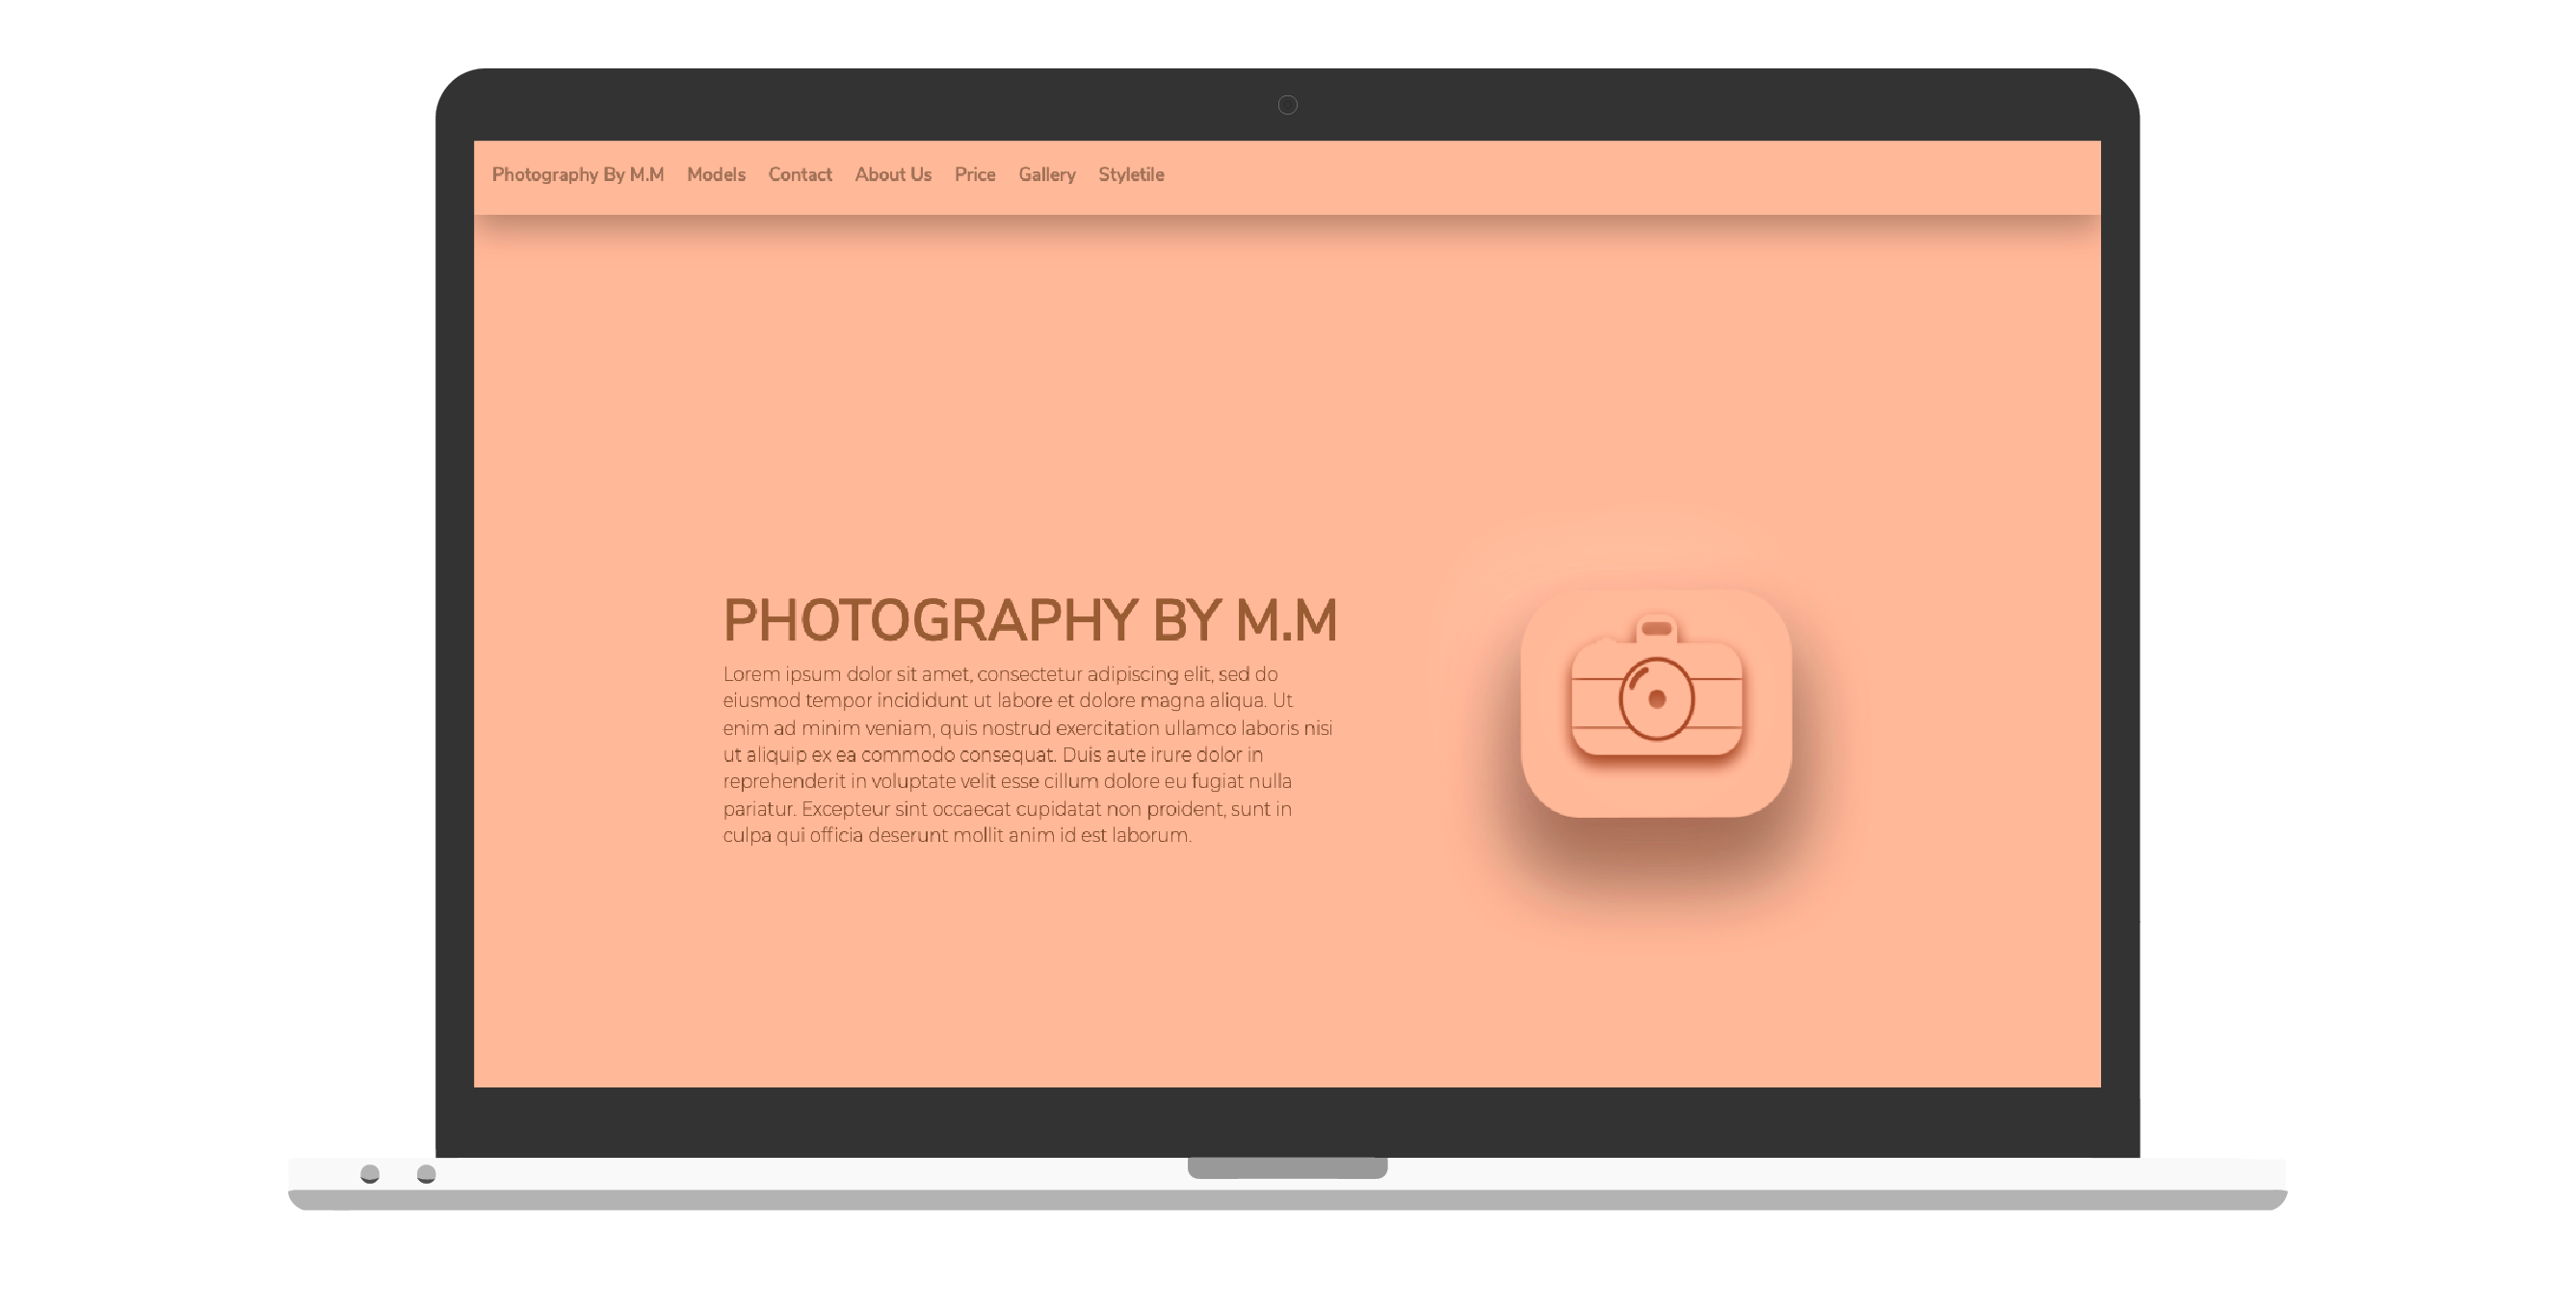 Photography By M.M Models Contact About Us Price Gallery Styletile
PHOTOGRAPHY BY M.M
Lorem ipsum dolor sit amet, consectetur adipiscing elit, sed do
eiusmod tempor incididunt ut labore et dolore magna aliqua. Ut
enim ad minim veniam, quis nostrud exercitation ullamco laboris nisi
ut aliquip ex ea commodo consequat. Duis aute irure dolor in
reprehenderit in voluptate velit esse cillum dolore eu fugiat nulla
pariatur. Excepteur sint occaecat cupidatat non proident, sunt in
culpa qui officia deserunt mollit anim id est laborum.